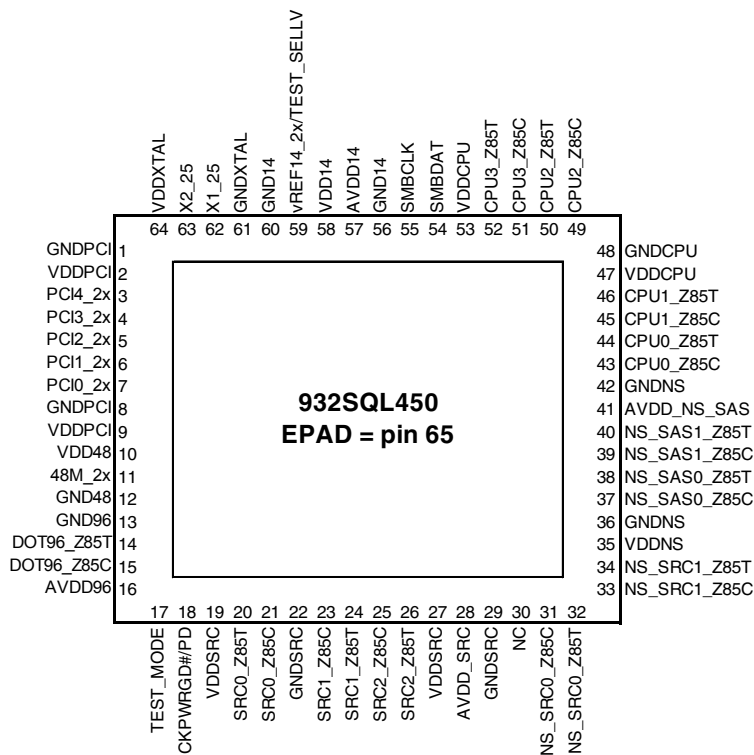 VDDXTAL
X2_25
X1_25
GNDXTAL
GND14
vREF14_2x/TEST_SELLV
VDD14
AVDD14
GND14
SMBCLK
SMBDAT
VDDCPU
CPU3_Z85T
CPU3_Z85C
CPU2_Z85T
CPU2_Z85C
64 63 62 61 60 59 58 57 56 55 54 53 52 51 50 49
GNDPCI 1
VDDPCI 2
PCI4_2x 3
PCI3_2x 4
PCI2_2x 5
PCI1_2x 6
PCI0_2x 7
GNDPCI 8
VDDPCI 9
VDD48 10
48M_2x 11
GND48 12
GND96 13
DOT96_Z85T 14
DOT96_Z85C 15
AVDD96 16
932SQL450
EPAD = pin 65
48 GNDCPU
47 VDDCPU
46 CPU1_Z85T
45 CPU1_Z85C
44 CPU0_Z85T
43 CPU0_Z85C
42 GNDNS
41 AVDD_NS_SAS
40 NS_SAS1_Z85T
39 NS_SAS1_Z85C
38 NS_SAS0_Z85T
37 NS_SAS0_Z85C
36 GNDNS
35 VDDNS
34 NS_SRC1_Z85T
33 NS_SRC1_Z85C
17 18 19 20 21 22 23 24 25 26 27 28 29 30 31 32
TEST_MODE
CKPWRGD#/PD
VDDSRC
SRC0_Z85T
SRC0_Z85C
GNDSRC
SRC1_Z85C
SRC1_Z85T
SRC2_Z85C
SRC2_Z85T
VDDSRC
AVDD_SRC
GNDSRC
NC
NS_SRC0_Z85C
NS_SRC0_Z85T